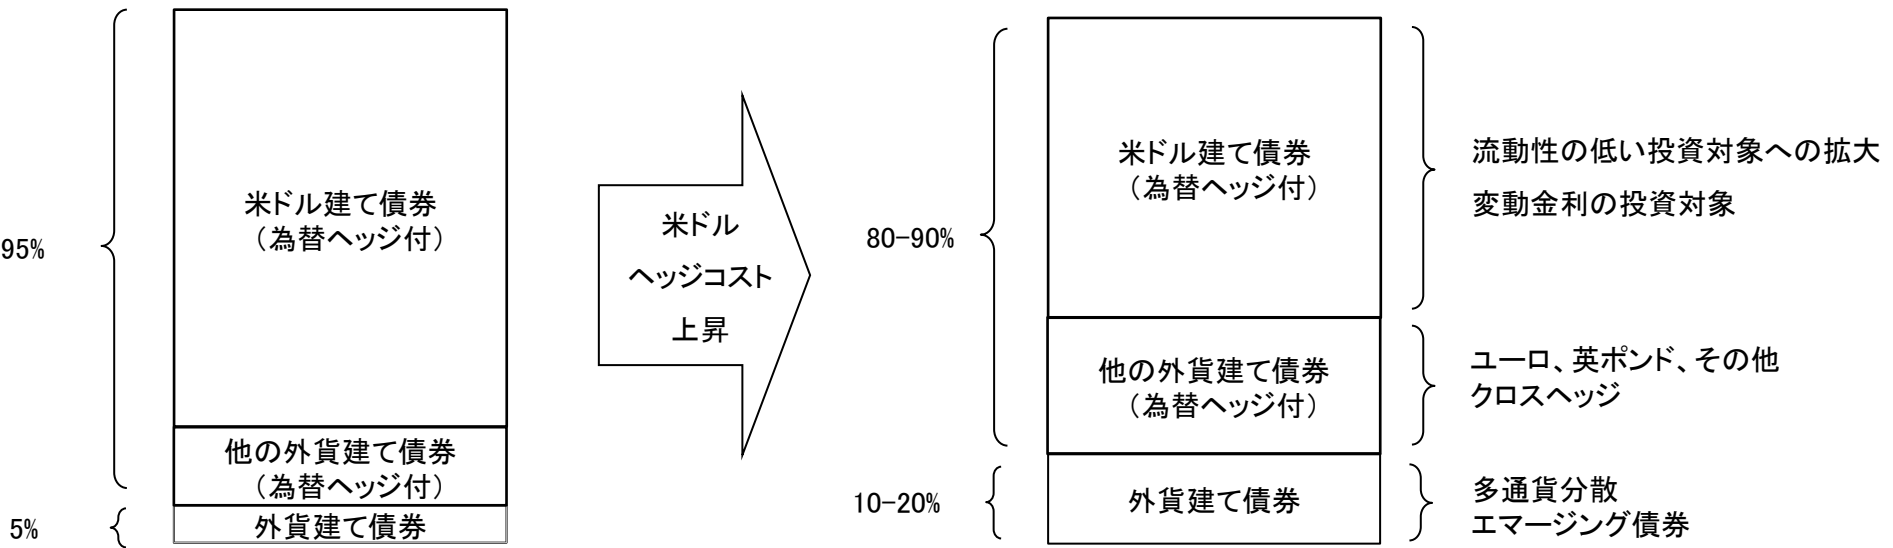 95%
米ドル建て債券
（為替ヘッジ付）
他の外貨建て債券
（為替ヘッジ付）
5%
外貨建て債券
米ドル
ヘッジコスト
上昇
80-90%
米ドル建て債券
（為替ヘッジ付）
流動性の低い投資対象への拡大
変動金利の投資対象
他の外貨建て債券
（為替ヘッジ付）
ユーロ、英ポンド、その他
クロスヘッジ
10-20%
外貨建て債券
多通貨分散
エマージング債券